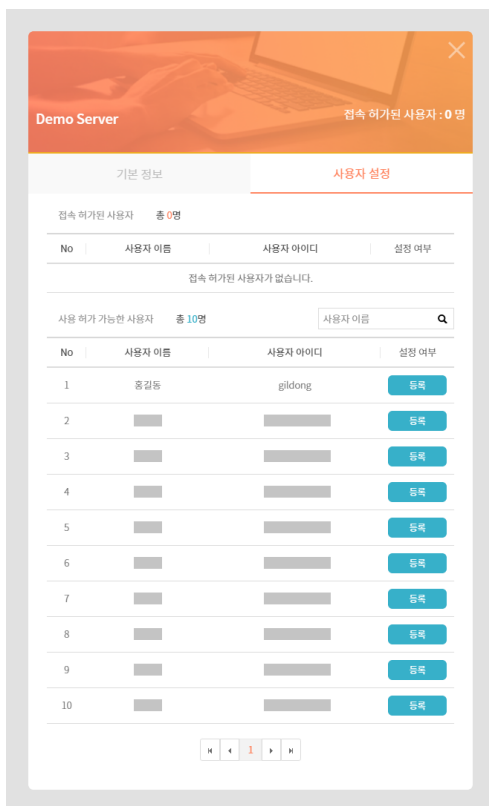 Demo Server
접속 허가된 사용자 : 0 명
기본 정보 사용자 설정
접속 허가된 사용자 총 0명
No 사용자 이름 사용자 아이디 설정 여부
접속 허가된 사용자가 없습니다.
사용 허가 가능한 사용자 총 10명 사용자 이름
No 사용자 이름 사용자 아이디 설정 여부
1 홍길동 gildong 등록
2 등록
3 등록
4 등록
5 등록
6 등록
7 등록
8 등록
9 등록
10 등록
1